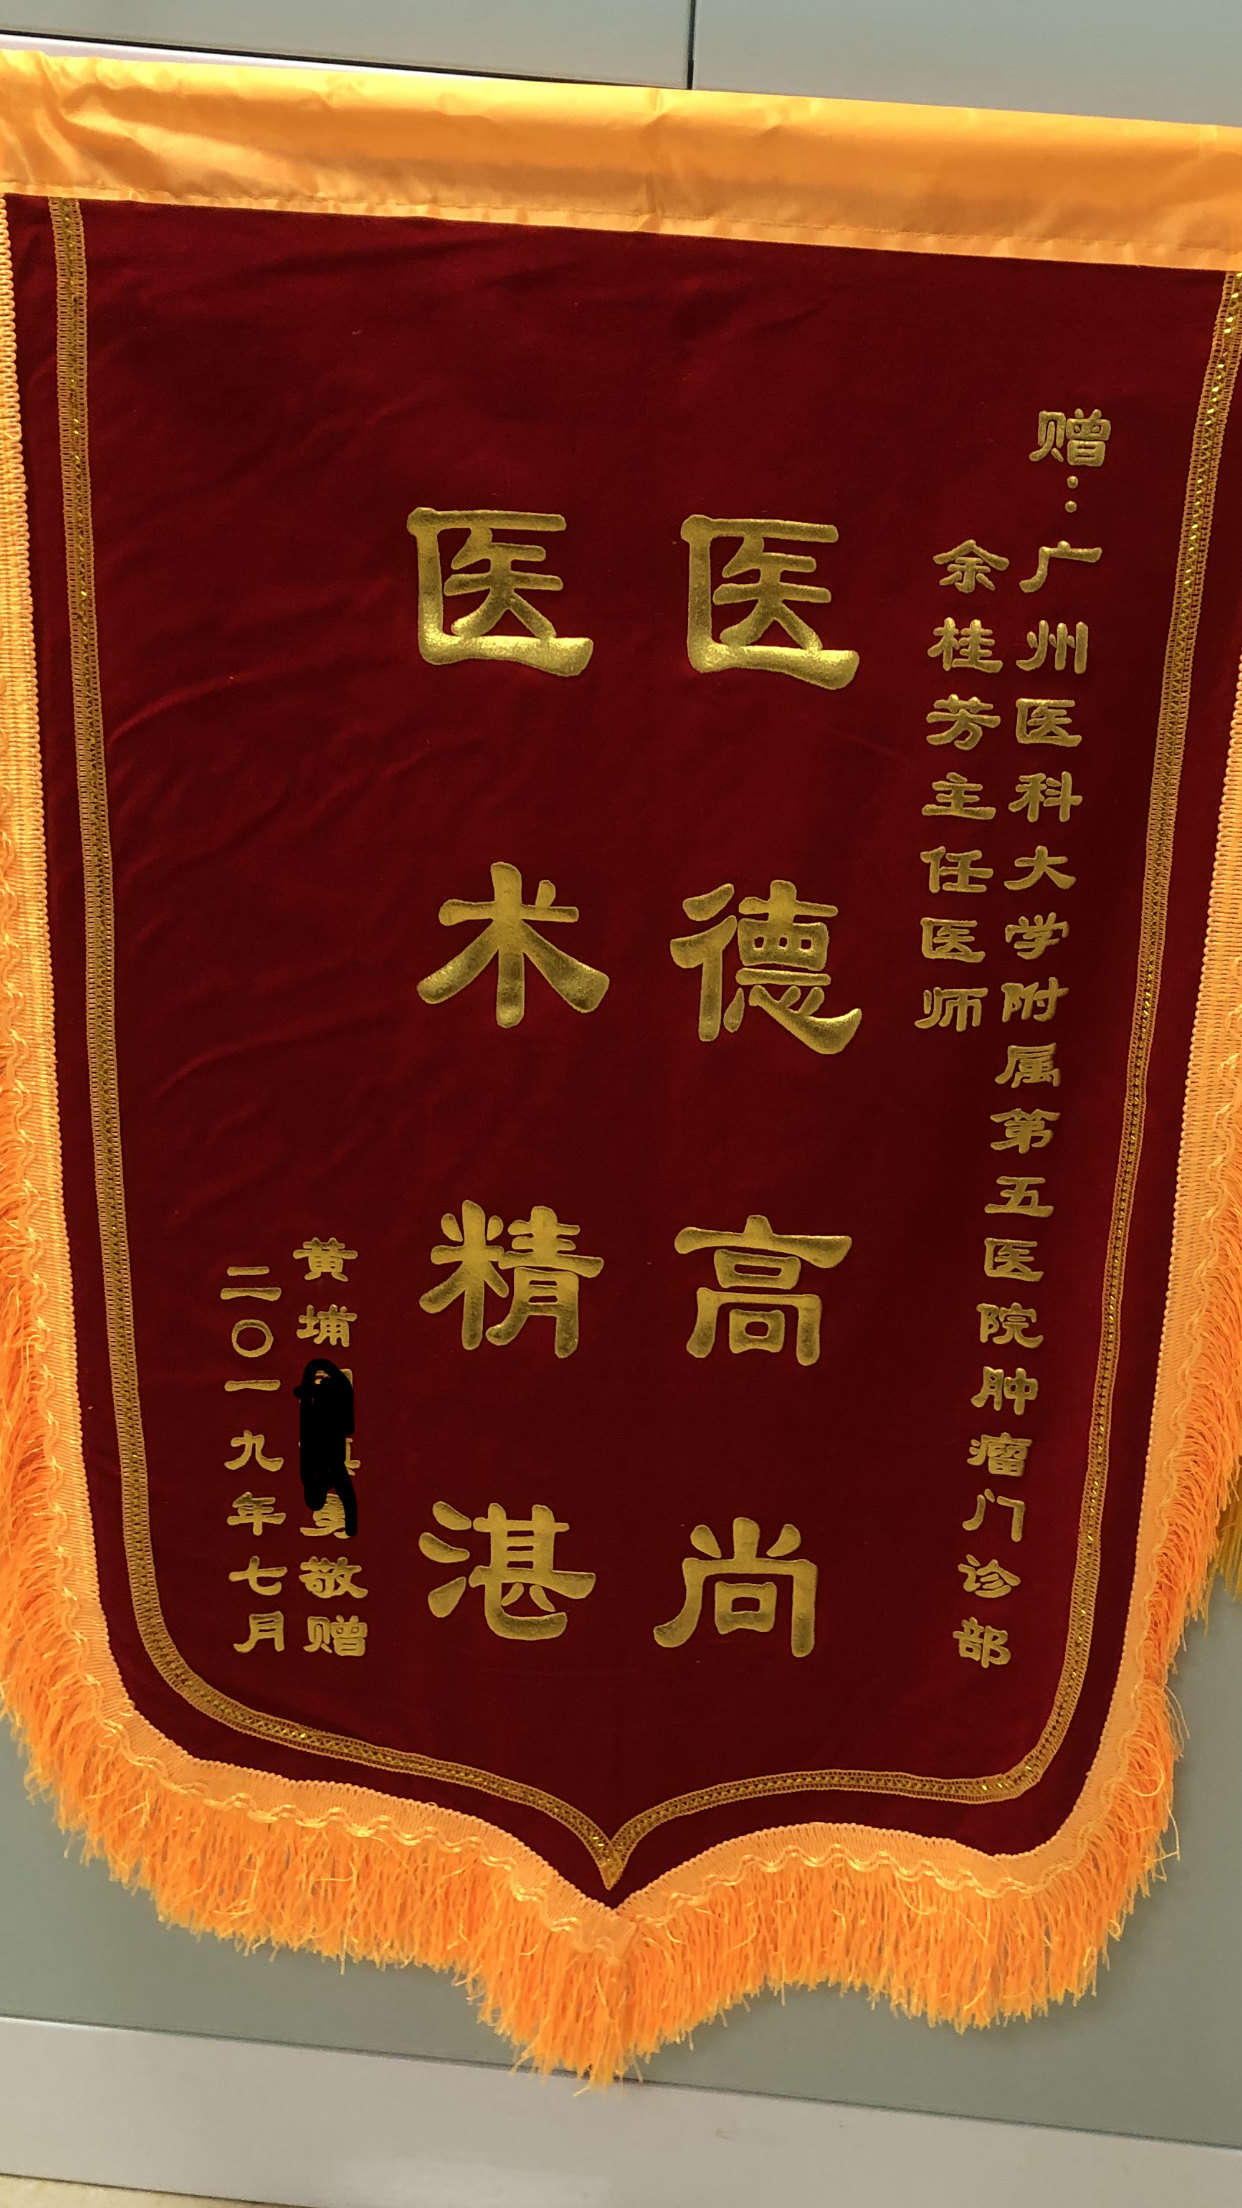 赠：广州医科大学附属第五医院肿瘤门诊部
余桂芳主任医师
医德高尚
医术精湛
黄埔敬赠
二〇一九年七月